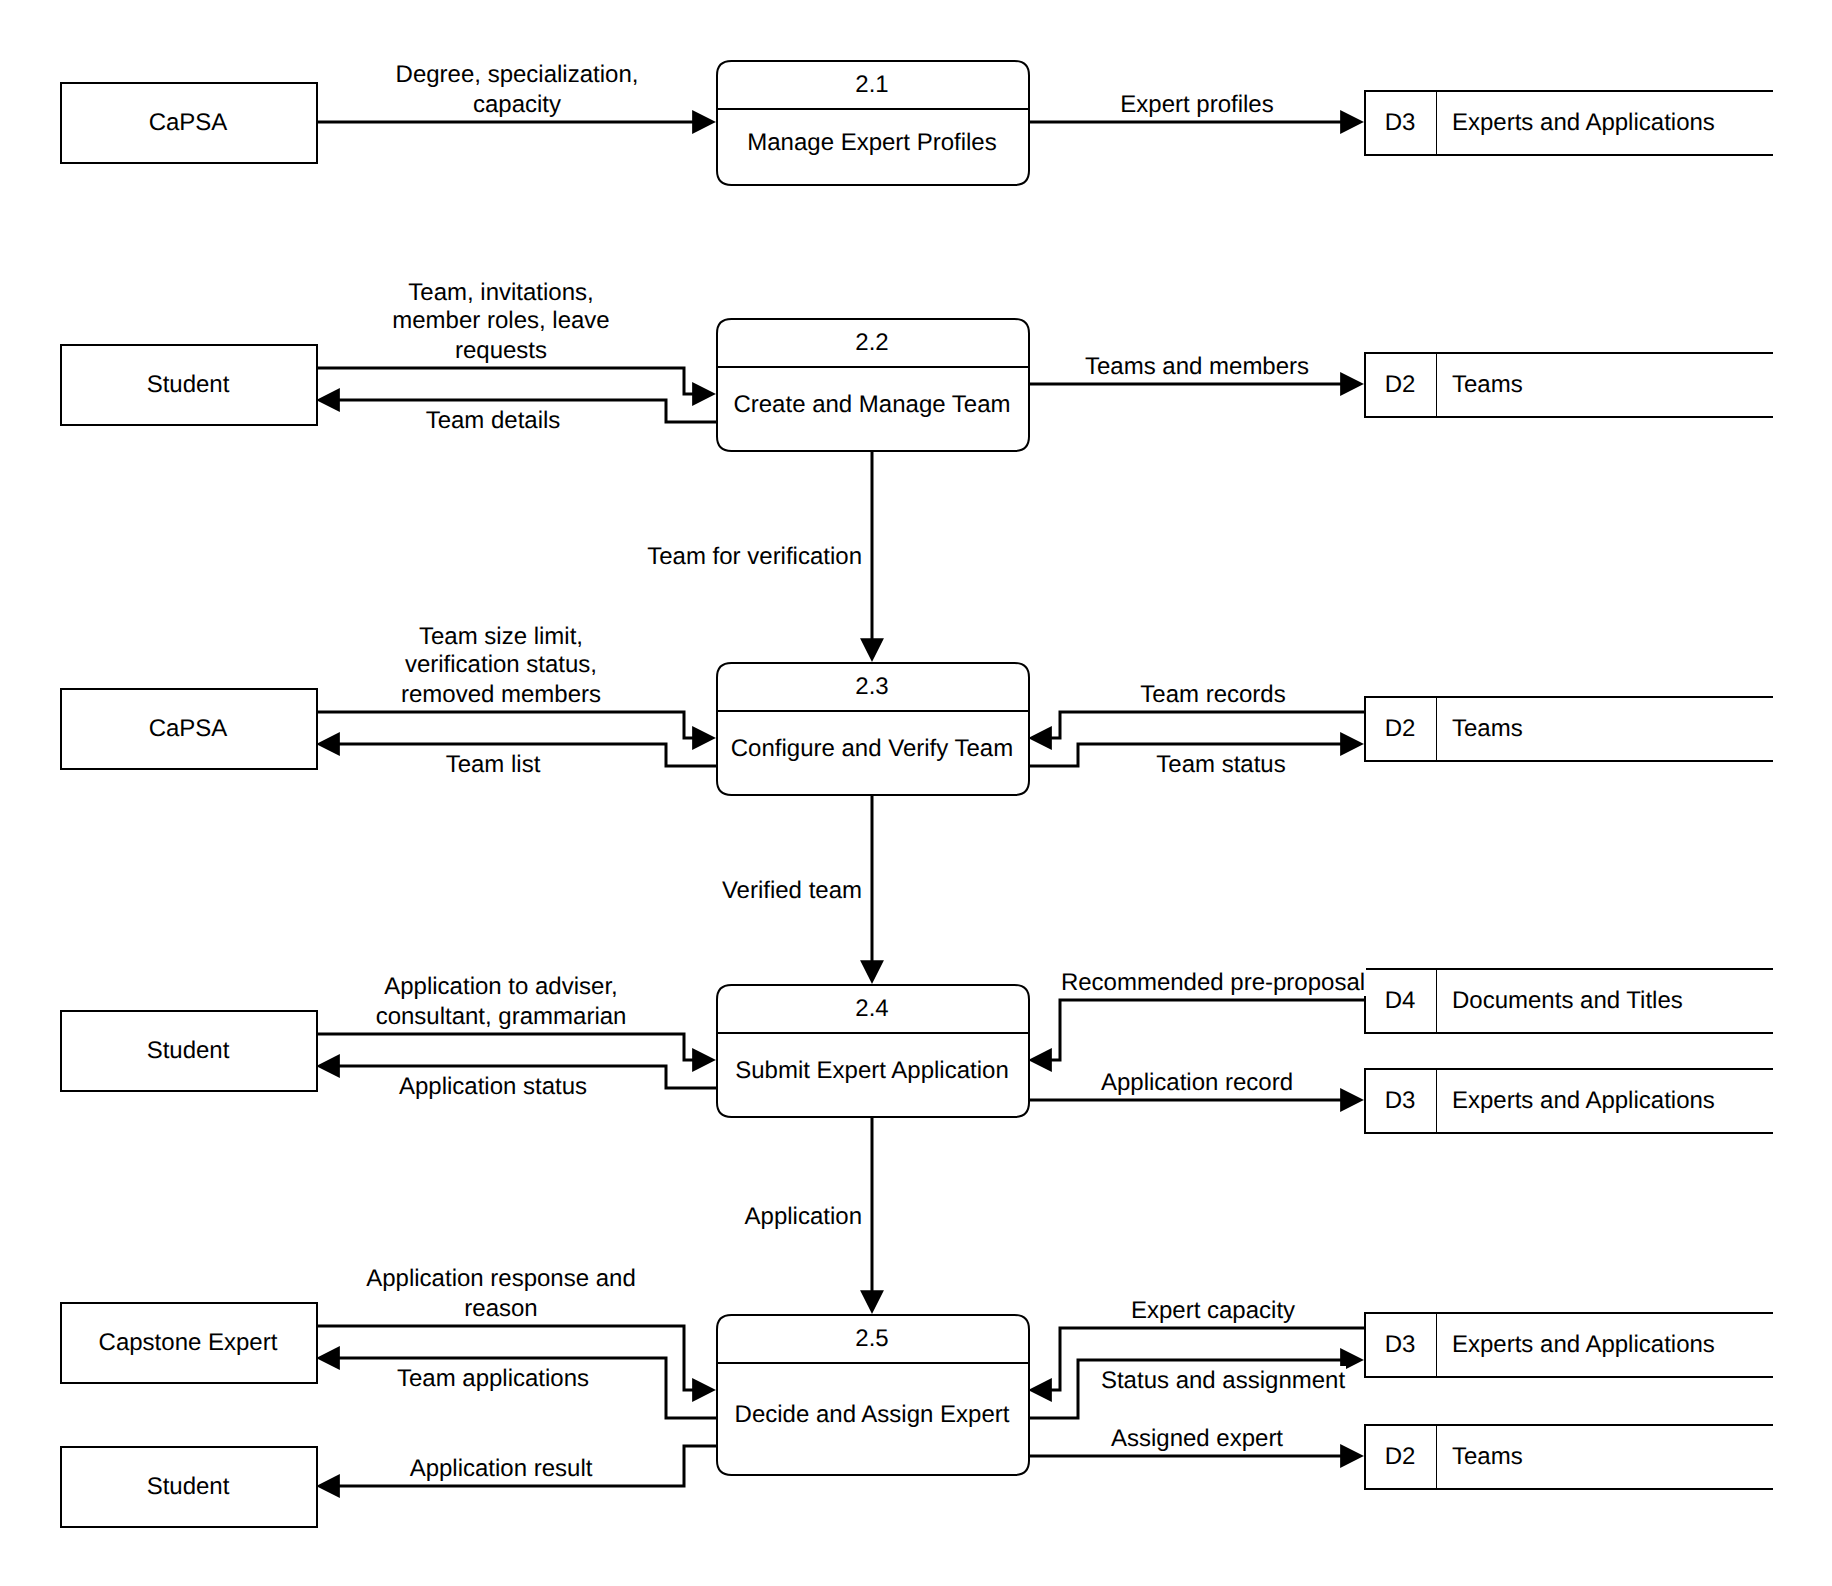 Degree, specialization,
capacity
CaPSA
2.1
Manage Expert Profiles
Expert profiles
D3
Experts and Applications
Team, invitations,
member roles, leave
requests
Student
Team details
2.2
Create and Manage Team
Teams and members
D2
Teams
Team for verification
Team size limit,
verification status,
removed members
CaPSA
Team list
2.3
Configure and Verify Team
Team records
Team status
D2
Teams
Verified team
Application to adviser,
consultant, grammarian
Student
Application status
2.4
Submit Expert Application
Recommended pre-proposal
D4
Documents and Titles
Application record
D3
Experts and Applications
Application
Application response and
reason
Capstone Expert
Team applications
2.5
Decide and Assign Expert
Expert capacity
D3
Experts and Applications
Status and assignment
Assigned expert
D2
Teams
Application result
Student